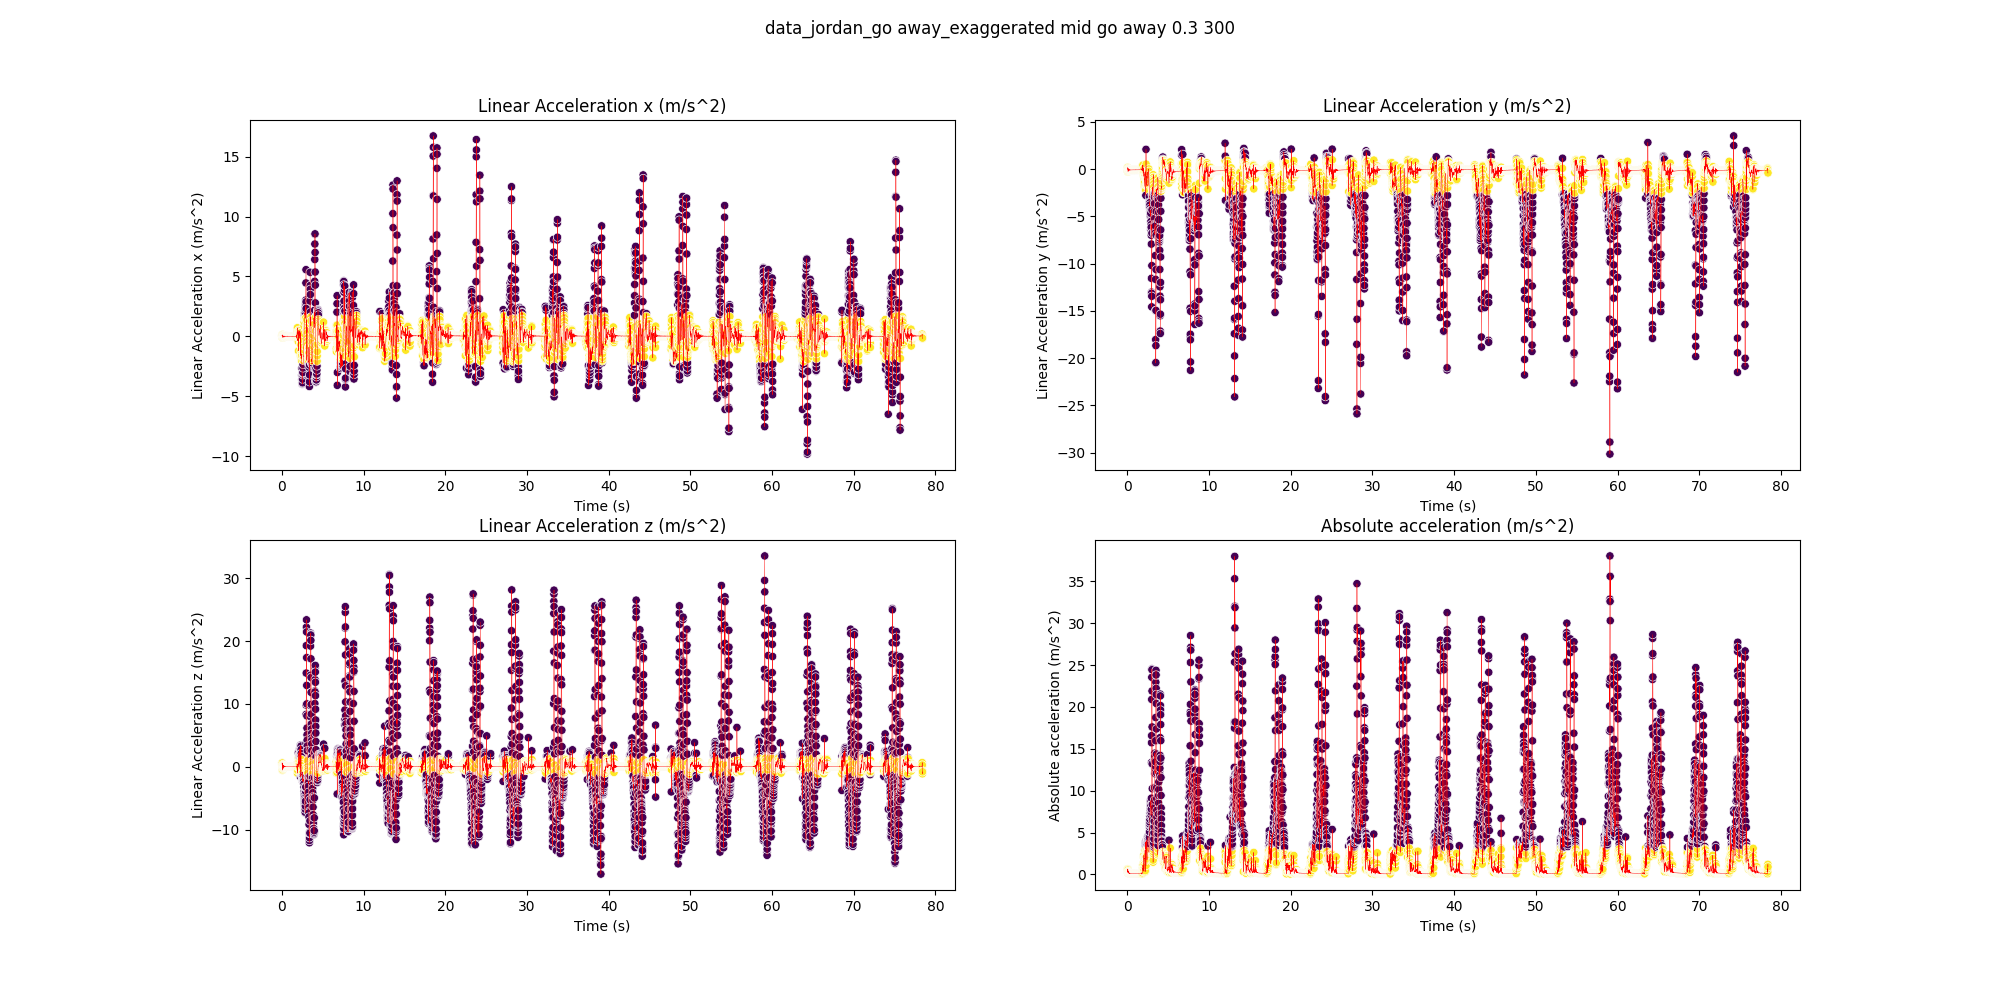 data_jordan_go away_exaggerated mid go away 0.3 300
Linear Acceleration x (m/s^2)
Linear Acceleration x (m/s^2)
15
10
5
0
−5
−10
0 10 20 30 40 50 60 70 80
Time (s)
Linear Acceleration y (m/s^2)
Linear Acceleration y (m/s^2)
5
0
−5
−10
−15
−20
−25
−30
0 10 20 30 40 50 60 70 80
Time (s)
Linear Acceleration z (m/s^2)
Linear Acceleration z (m/s^2)
30
20
10
0
−10
0 10 20 30 40 50 60 70 80
Time (s)
Absolute acceleration (m/s^2)
Absolute acceleration (m/s^2)
35
30
25
20
15
10
5
0
0 10 20 30 40 50 60 70 80
Time (s)